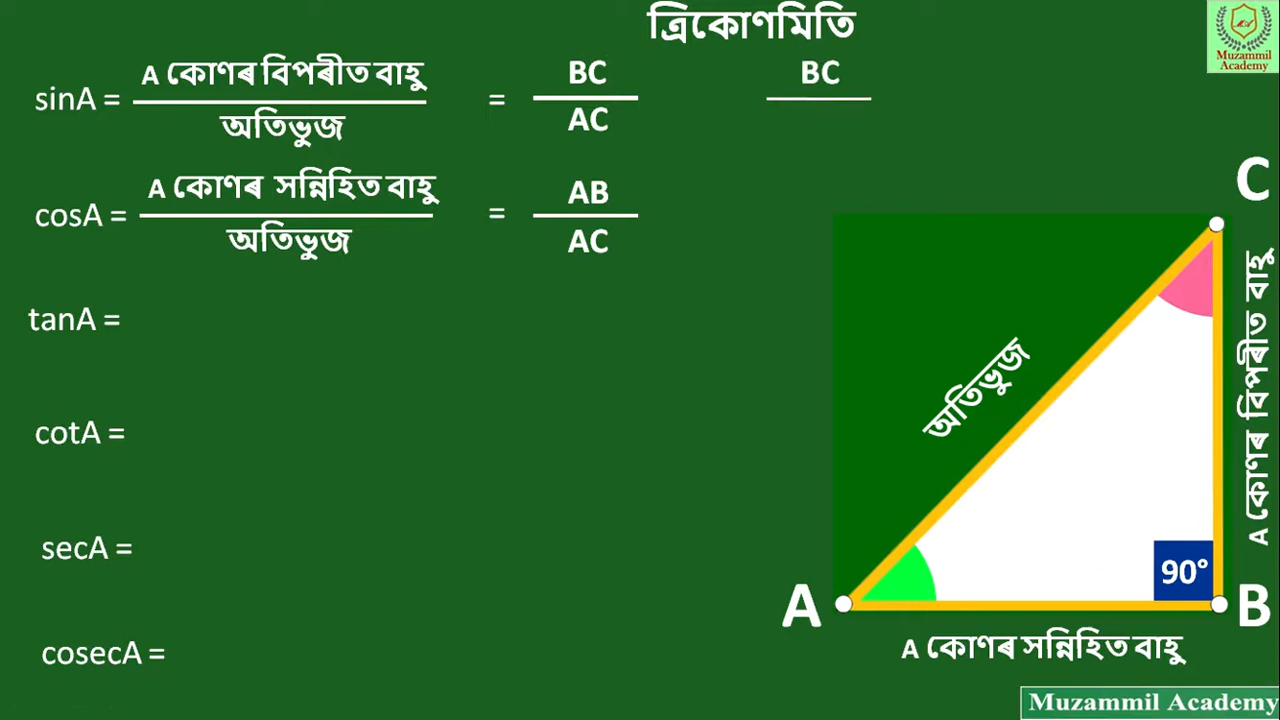 ত্ৰিকোণমিতি
Muzammil
Academy
sinA = A কোণৰ বিপৰীত বাহু / অতিভুজ = BC / AC
BC
cosA = A কোণৰ সন্নিহিত বাহু / অতিভুজ = AB / AC
tanA =
cotA =
secA =
cosecA =
C
অতিভুজ
A কোণৰ বিপৰীত বাহু
90°
A
B
A কোণৰ সন্নিহিত বাহু
Muzammil Academy